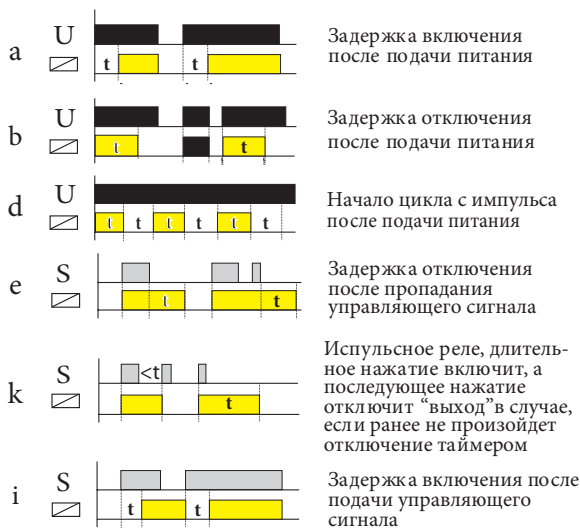 a
U
t
t
Задержка включения
после подачи питания
b
U
t
t
Задержка отключения
после подачи питания
d
U
t t t t t t
Начало цикла с импульса
после подачи питания
e
S
t
t
Задержка отключения
после пропадания
управляющего сигнала
k
S
<t
t
Испульсное реле, длитель-
ное нажатие включит, а
последующее нажатие
отключит “выход”в случае,
если ранее не произойдет
отключение таймером
i
S
t
t
Задержка включения после
подачи управляющего
сигнала